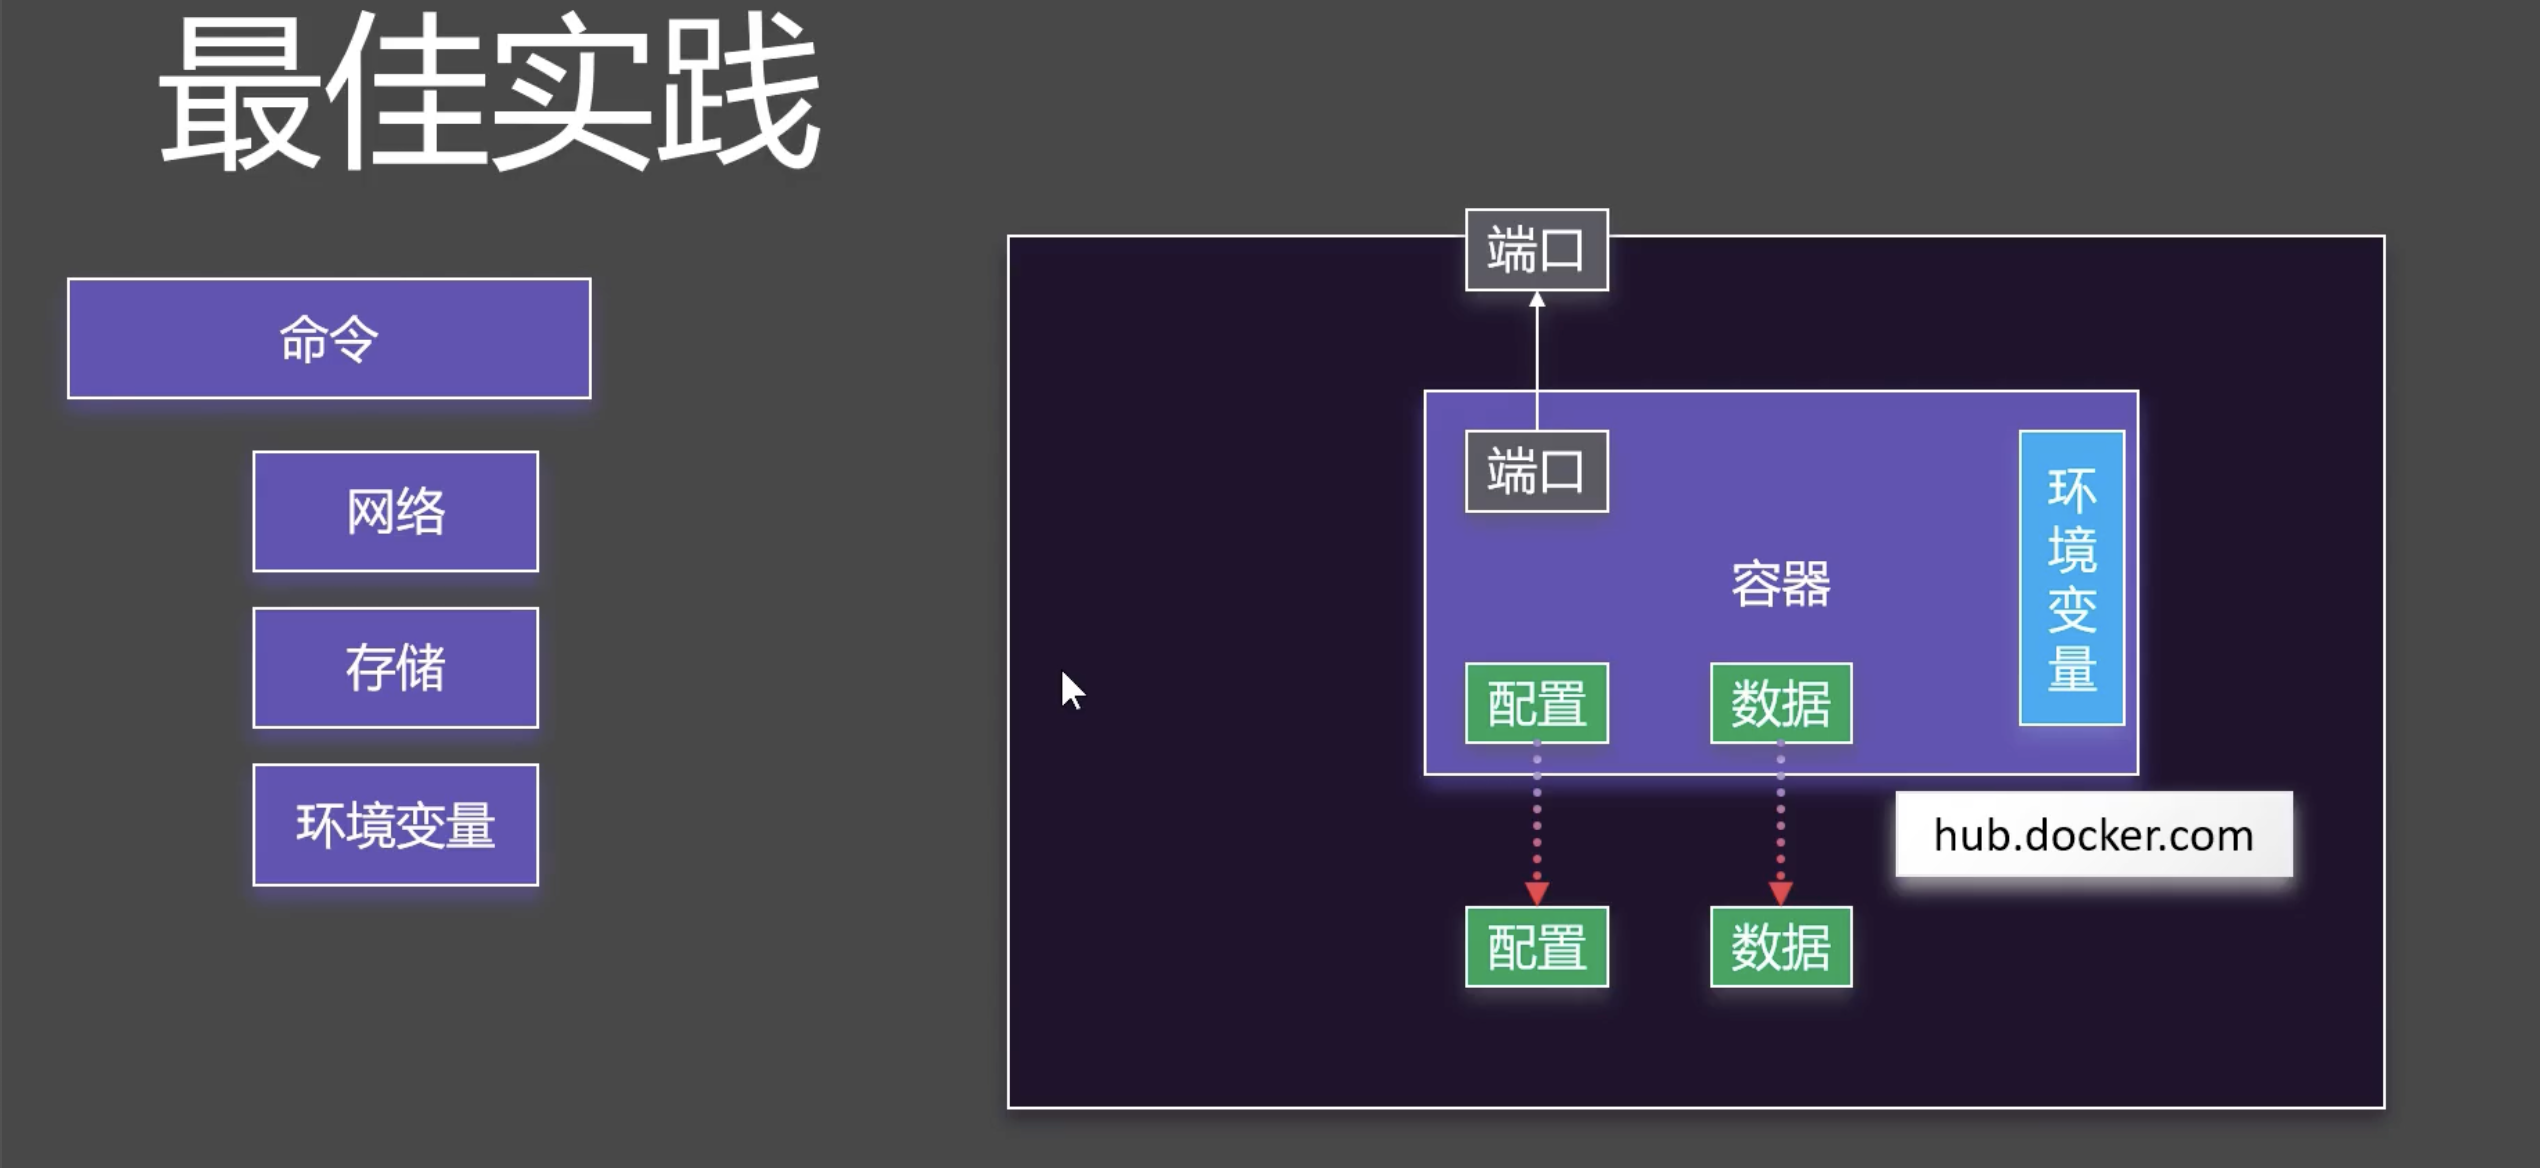 最佳实践
命令
网络
存储
环境变量
端口
端口
容器
环境变量
配置
数据
hub.docker.com
配置
数据